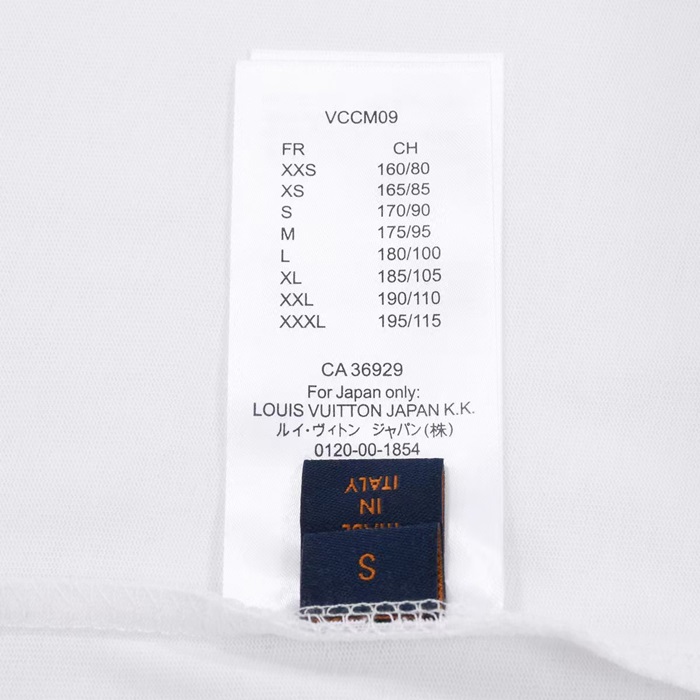 VCCM09
FR CH
XXS 160/80
XS 165/85
S 170/90
M 175/95
L 180/100
XL 185/105
XXL 190/110
XXXL 195/115
CA 36929
For Japan only:
LOUIS VUITTON JAPAN K.K.
ルイ・ヴィトン ジャパン(株)
0120-00-1854
ITALY
IN
S